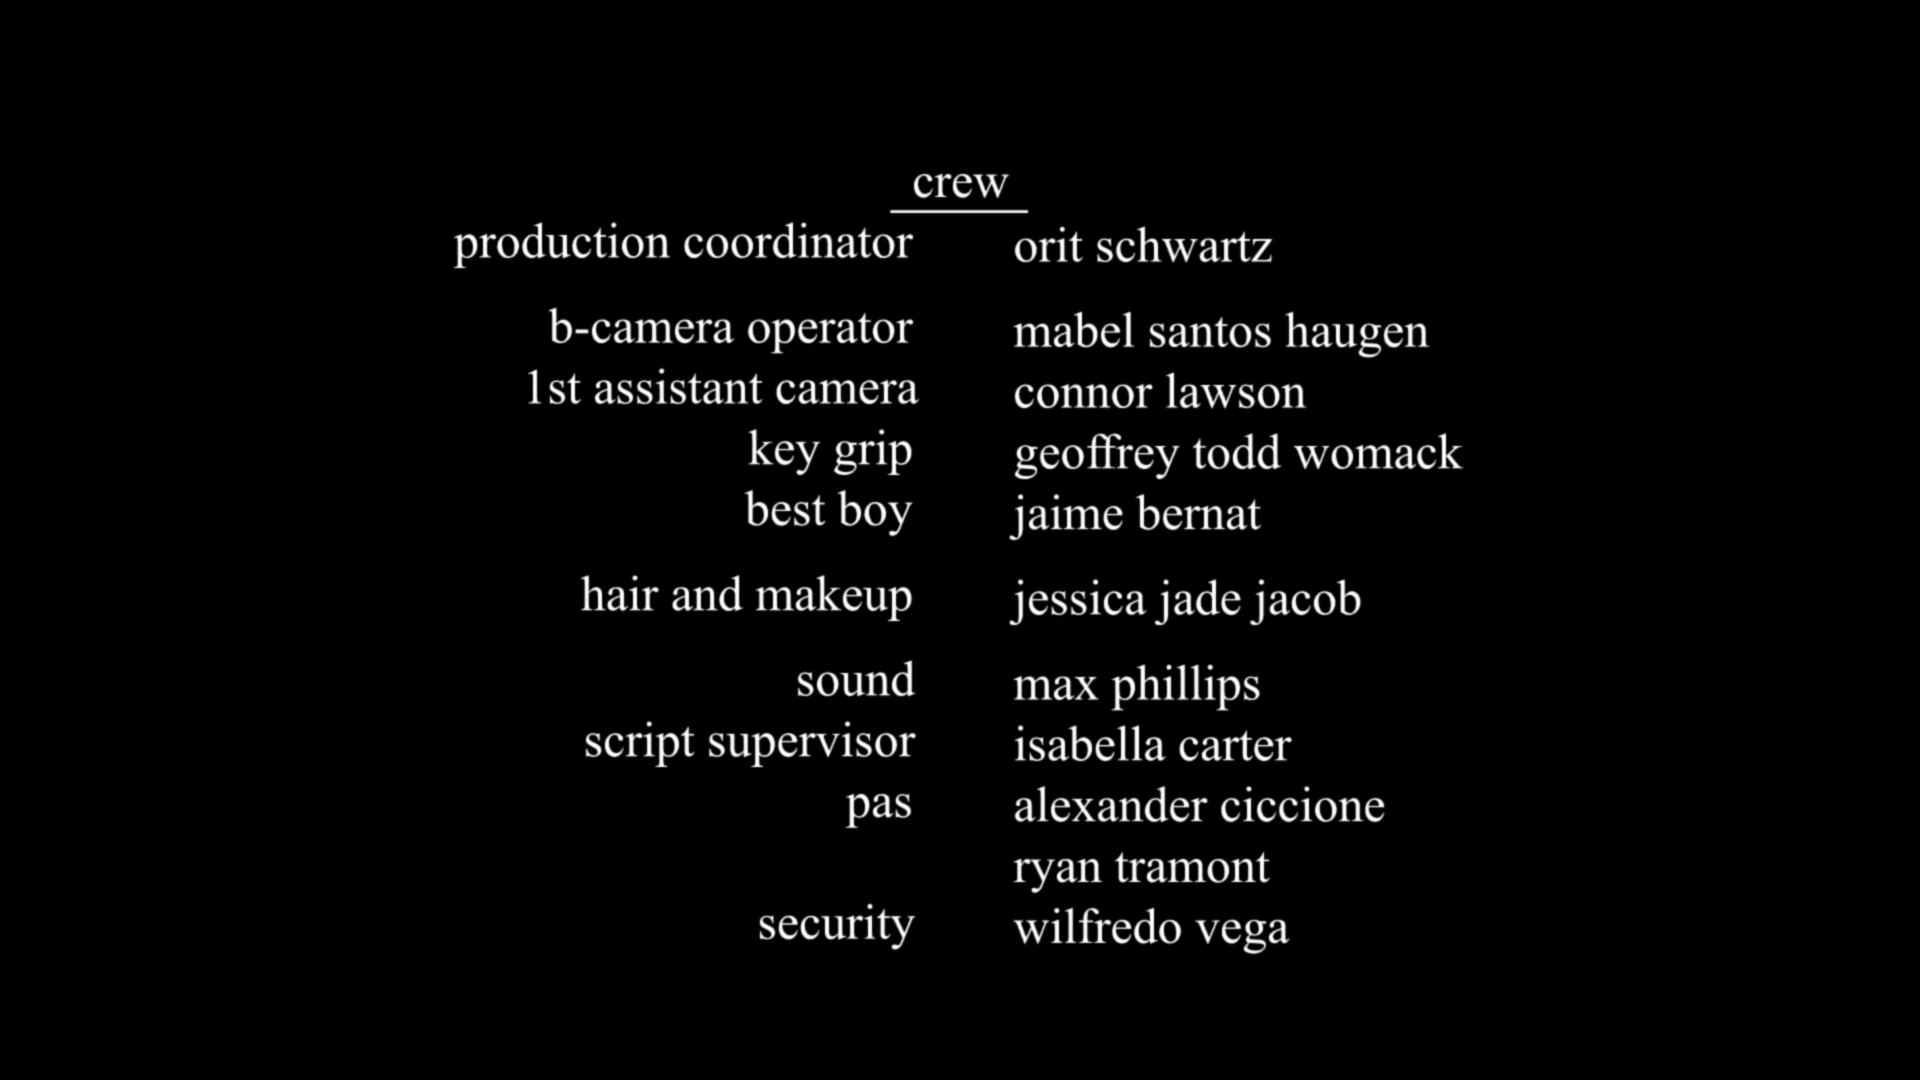 crew
production coordinator orit schwartz
b-camera operator mabel santos haugen
1st assistant camera connor lawson
key grip geoffrey todd womack
best boy jaime bernat
hair and makeup jessica jade jacob
sound max phillips
script supervisor isabella carter
pas alexander ciccione
ryan tramont
security wilfredo vega